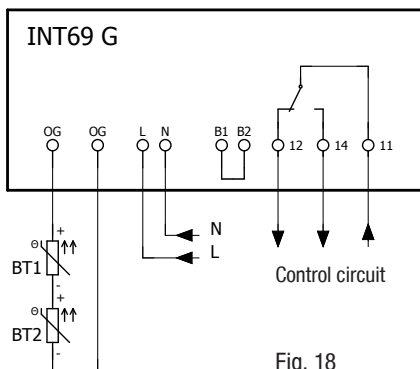 INT69 G
OG OG L N B1 B2 12 14 11
N
L
Control circuit
+
Θ
BT1
-
+
Θ
BT2
-
Fig. 18